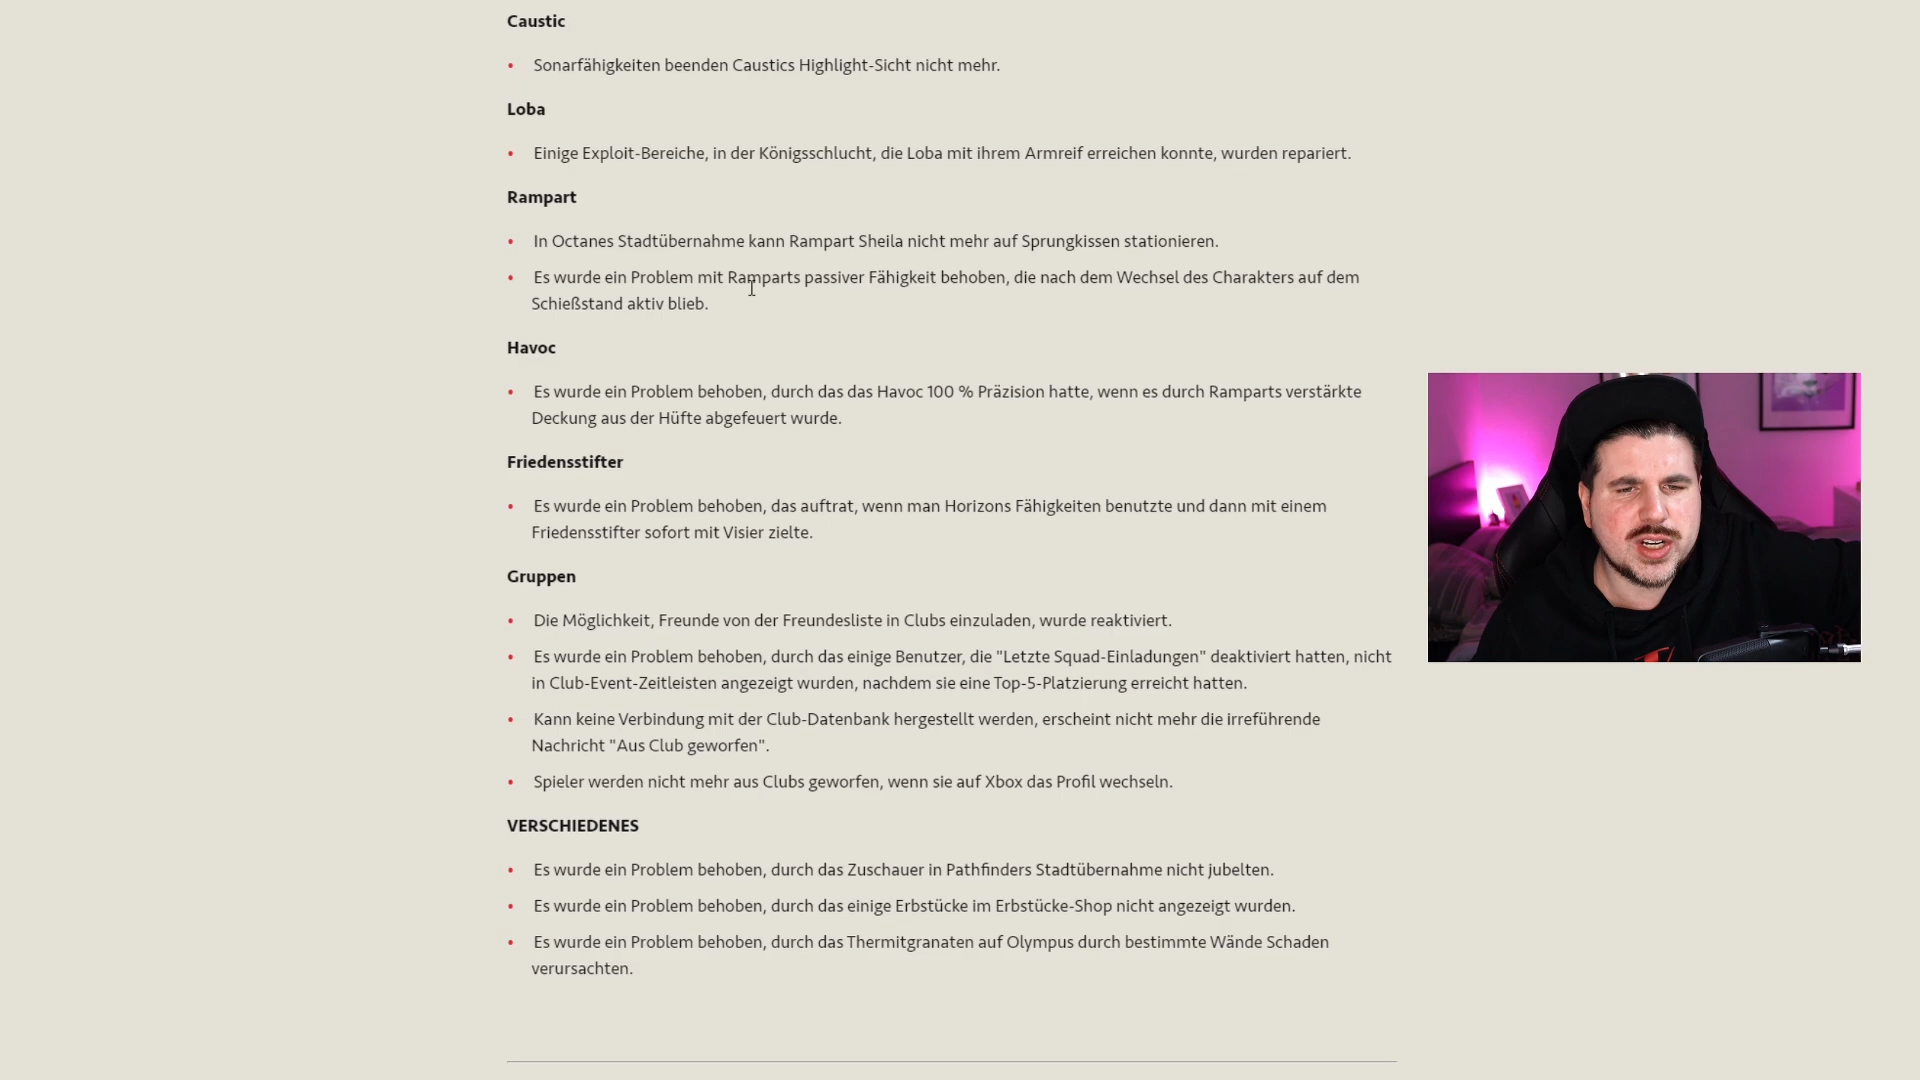 Caustic
• Sonarfähigkeiten beenden Caustics Highlight-Sicht nicht mehr.
Loba
• Einige Exploit-Bereiche, in der Königsschlucht, die Loba mit ihrem Armreif erreichen konnte, wurden repariert.
Rampart
• In Octanes Stadtübernahme kann Rampart Sheila nicht mehr auf Sprungkissen stationieren.
• Es wurde ein Problem mit Ramparts passiver Fähigkeit behoben, die nach dem Wechsel des Charakters auf dem
Schießstand aktiv blieb.
Havoc
• Es wurde ein Problem behoben, durch das das Havoc 100 % Präzision hatte, wenn es durch Ramparts verstärkte
Deckung aus der Hüfte abgefeuert wurde.
Friedensstifter
• Es wurde ein Problem behoben, das auftrat, wenn man Horizons Fähigkeiten benutzte und dann mit einem
Friedensstifter sofort mit Visier zielte.
Gruppen
• Die Möglichkeit, Freunde von der Freundesliste in Clubs einzuladen, wurde reaktiviert.
• Es wurde ein Problem behoben, durch das einige Benutzer, die "Letzte Squad-Einladungen" deaktiviert hatten, nicht
in Club-Event-Zeitleisten angezeigt wurden, nachdem sie eine Top-5-Platzierung erreicht hatten.
• Kann keine Verbindung mit der Club-Datenbank hergestellt werden, erscheint nicht mehr die irreführende
Nachricht "Aus Club geworfen".
• Spieler werden nicht mehr aus Clubs geworfen, wenn sie auf Xbox das Profil wechseln.
VERSCHIEDENES
• Es wurde ein Problem behoben, durch das Zuschauer in Pathfinders Stadtübernahme nicht jubelten.
• Es wurde ein Problem behoben, durch das einige Erbstücke im Erbstücke-Shop nicht angezeigt wurden.
• Es wurde ein Problem behoben, durch das Thermitgranaten auf Olympus durch bestimmte Wände Schaden
verursachten.